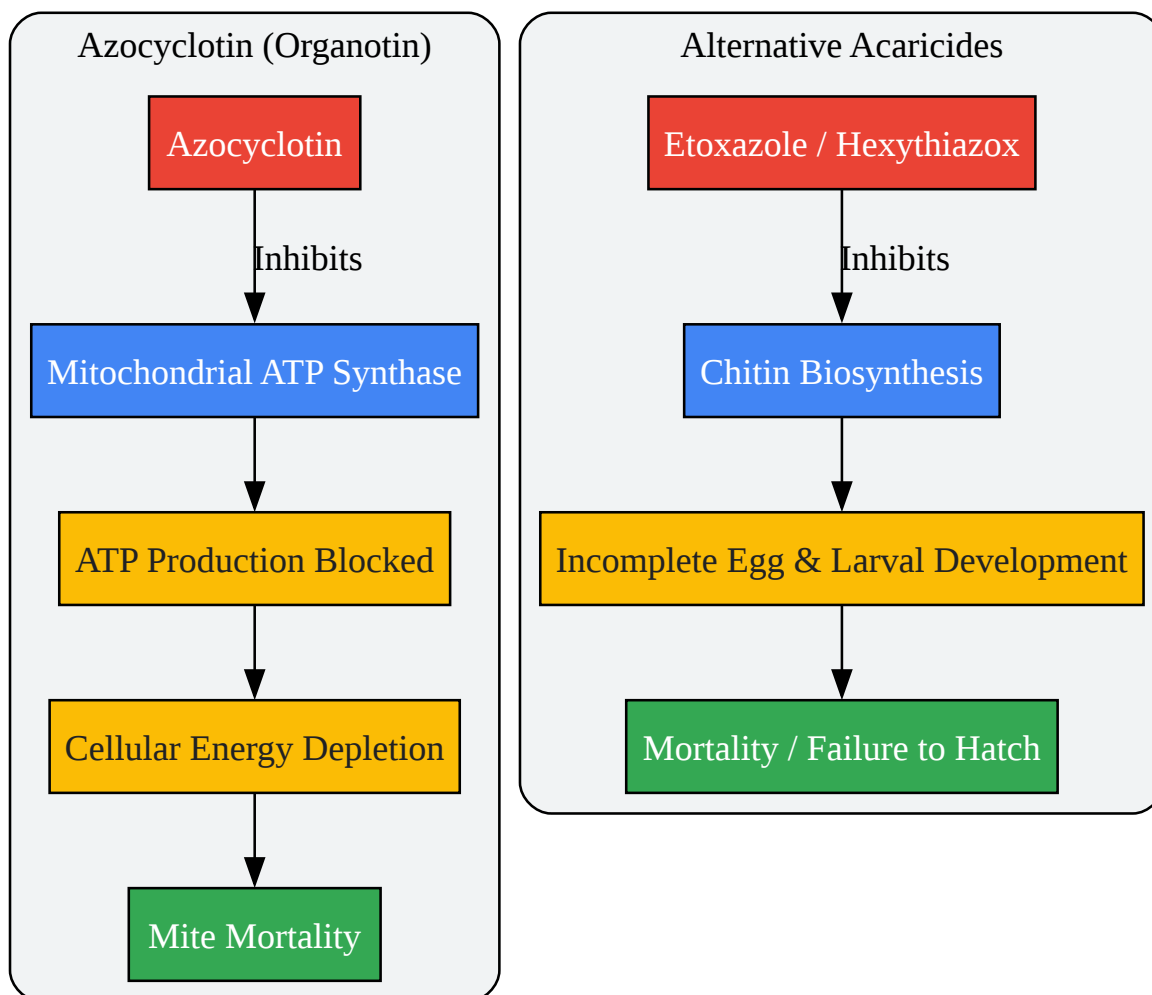 Azocyclotin (Organotin)
Azocyclotin
Inhibits
Mitochondrial ATP Synthase
ATP Production Blocked
Cellular Energy Depletion
Mite Mortality
Alternative Acaricides
Etoxazole / Hexythiazox
Inhibits
Chitin Biosynthesis
Incomplete Egg & Larval Development
Mortality / Failure to Hatch